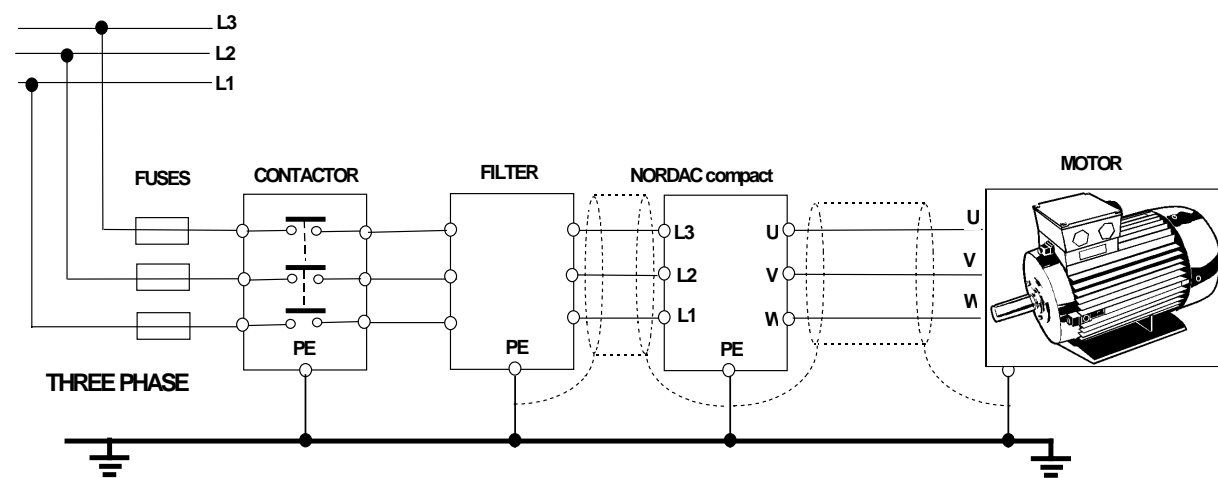 L3
L2
L1
FUSES
CONTACTOR
FILTER
NORDAC compact
MOTOR
L3
U
U
L2
V
V
L1
W
W
PE
PE
PE
THREE PHASE